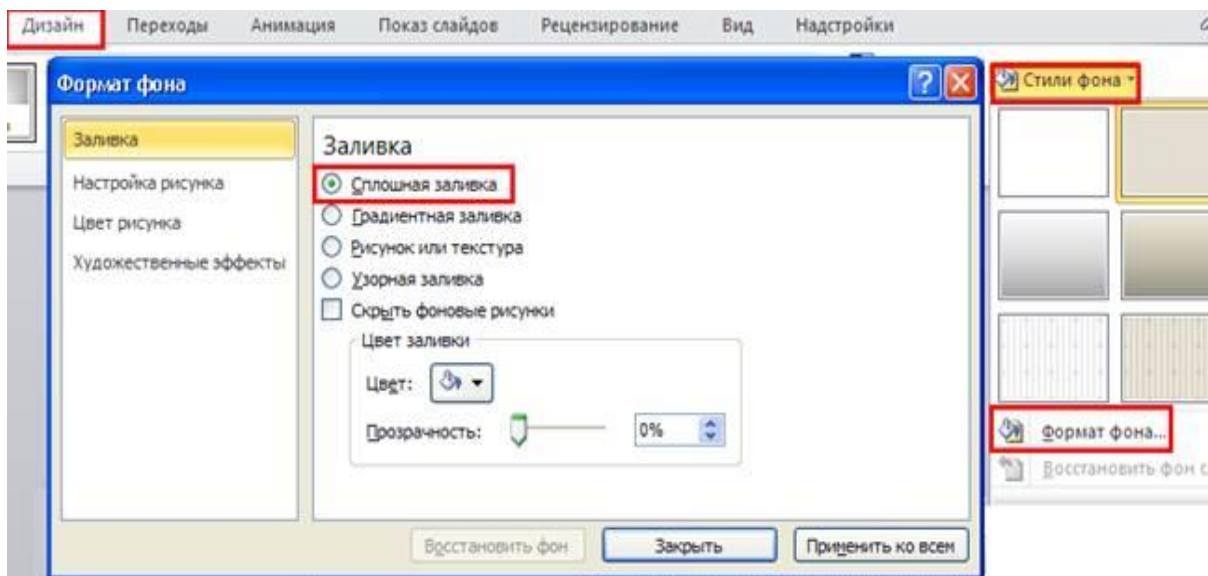 Дизайн Переходы Анимация Показ слайдов Рецензирование Вид Надстройки
Формат фона
Стили фона
Заливка
Настройка рисунка
Цвет рисунка
Художественные эффекты
Заливка
Сплошная заливка
Градиентная заливка
Рисунок или текстура
Узорная заливка
Скрыть фоновые рисунки
Цвет заливки
Цвет:
Прозрачность: 0%
Восстановить фон Закрыть Применить ко всем
Формат фона...
Восстановить фон с